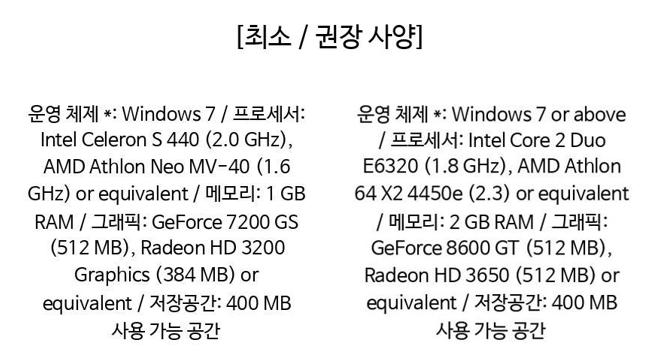 [최소 / 권장 사양]
운영 체제 *: Windows 7 / 프로세서:
Intel Celeron S 440 (2.0 GHz),
AMD Athlon Neo MV-40 (1.6
GHz) or equivalent / 메모리: 1 GB
RAM / 그래픽: GeForce 7200 GS
(512 MB), Radeon HD 3200
Graphics (384 MB) or
equivalent / 저장공간: 400 MB
사용 가능 공간
운영 체제 *: Windows 7 or above
/ 프로세서: Intel Core 2 Duo
E6320 (1.8 GHz), AMD Athlon
64 X2 4450e (2.3) or equivalent
/ 메모리: 2 GB RAM / 그래픽:
GeForce 8600 GT (512 MB),
Radeon HD 3650 (512 MB) or
equivalent / 저장공간: 400 MB
사용 가능 공간